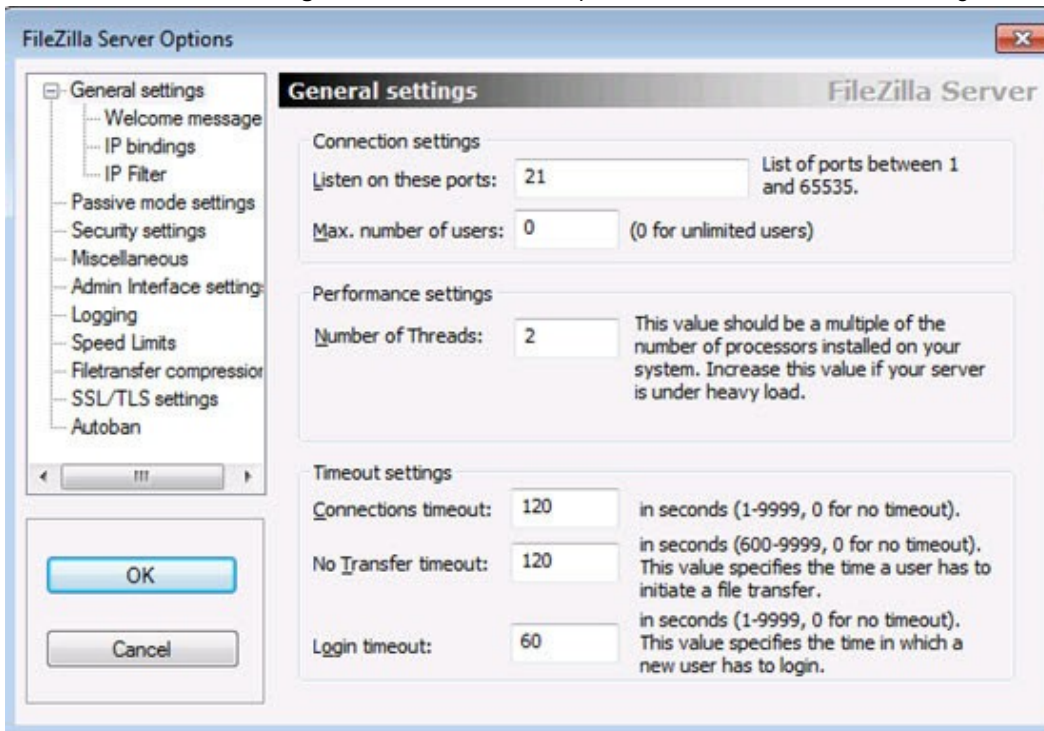 FileZilla Server Options
General settings
Welcome message
IP bindings
IP Filter
Passive mode settings
Security settings
Miscellaneous
Admin Interface setting
Logging
Speed Limits
Filetransfer compression
SSL/TLS settings
Autoban
OK
Cancel
General settings
FileZilla Server
Connection settings
Listen on these ports: 21 List of ports between 1
and 65535.
Max. number of users: 0 (0 for unlimited users)
Performance settings
Number of Threads: 2 This value should be a multiple of the
number of processors installed on your
system. Increase this value if your server
is under heavy load.
Timeout settings
Connections timeout: 120 in seconds (1-9999, 0 for no timeout).
No Transfer timeout: 120 in seconds (600-9999, 0 for no timeout).
This value specifies the time a user has to
initiate a file transfer.
Login timeout: 60 in seconds (1-9999, 0 for no timeout).
This value specifies the time in which a
new user has to login.